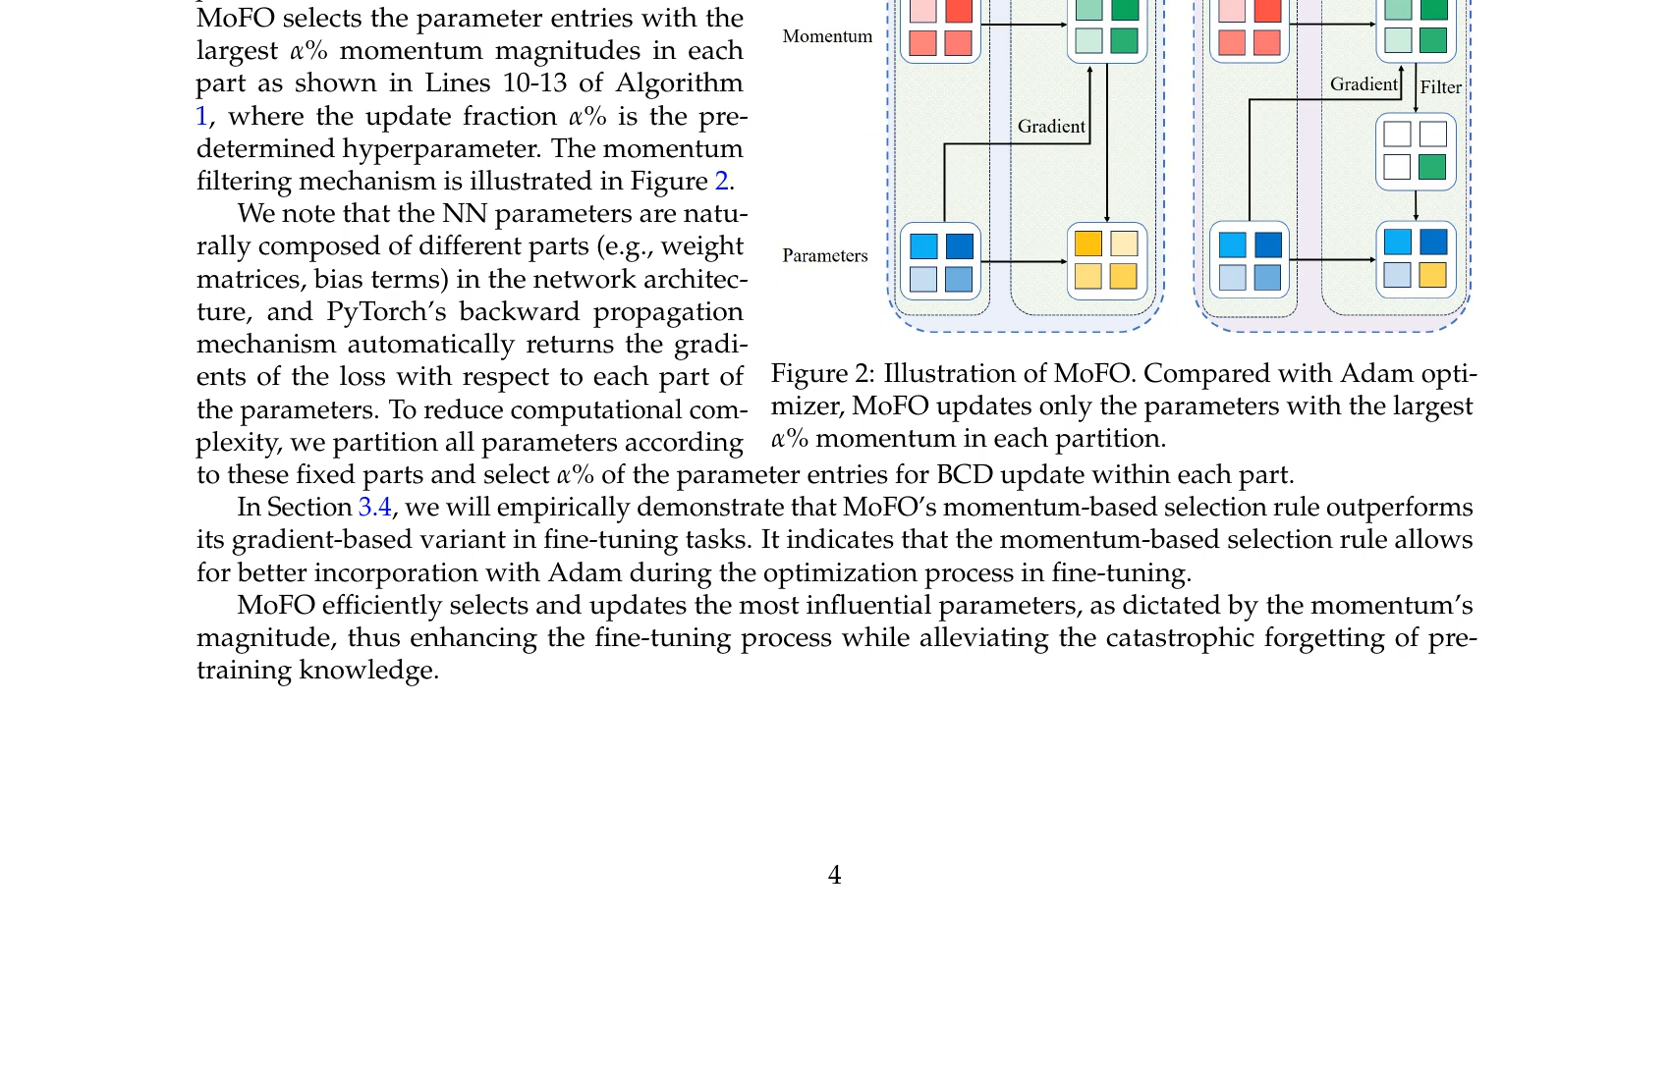 MoFO selects the parameter entries with the
largest α% momentum magnitudes in each
part as shown in Lines 10-13 of Algorithm
1, where the update fraction α% is the pre-
determined hyperparameter. The momentum
filtering mechanism is illustrated in Figure 2.
We note that the NN parameters are natu-
rally composed of different parts (e.g., weight
matrices, bias terms) in the network architec-
ture, and PyTorch's backward propagation
mechanism automatically returns the gradi-
ents of the loss with respect to each part of
the parameters. To reduce computational com-
plexity, we partition all parameters according
Momentum
Gradient
Gradient
Filter
Parameters
Figure 2: Illustration of MoFO. Compared with Adam opti-
mizer, MoFO updates only the parameters with the largest
α% momentum in each partition.
to these fixed parts and select α% of the parameter entries for BCD update within each part.
In Section 3.4, we will empirically demonstrate that MoFO's momentum-based selection rule outperforms
its gradient-based variant in fine-tuning tasks. It indicates that the momentum-based selection rule allows
for better incorporation with Adam during the optimization process in fine-tuning.
MoFO efficiently selects and updates the most influential parameters, as dictated by the momentum's
magnitude, thus enhancing the fine-tuning process while alleviating the catastrophic forgetting of pre-
training knowledge.
4